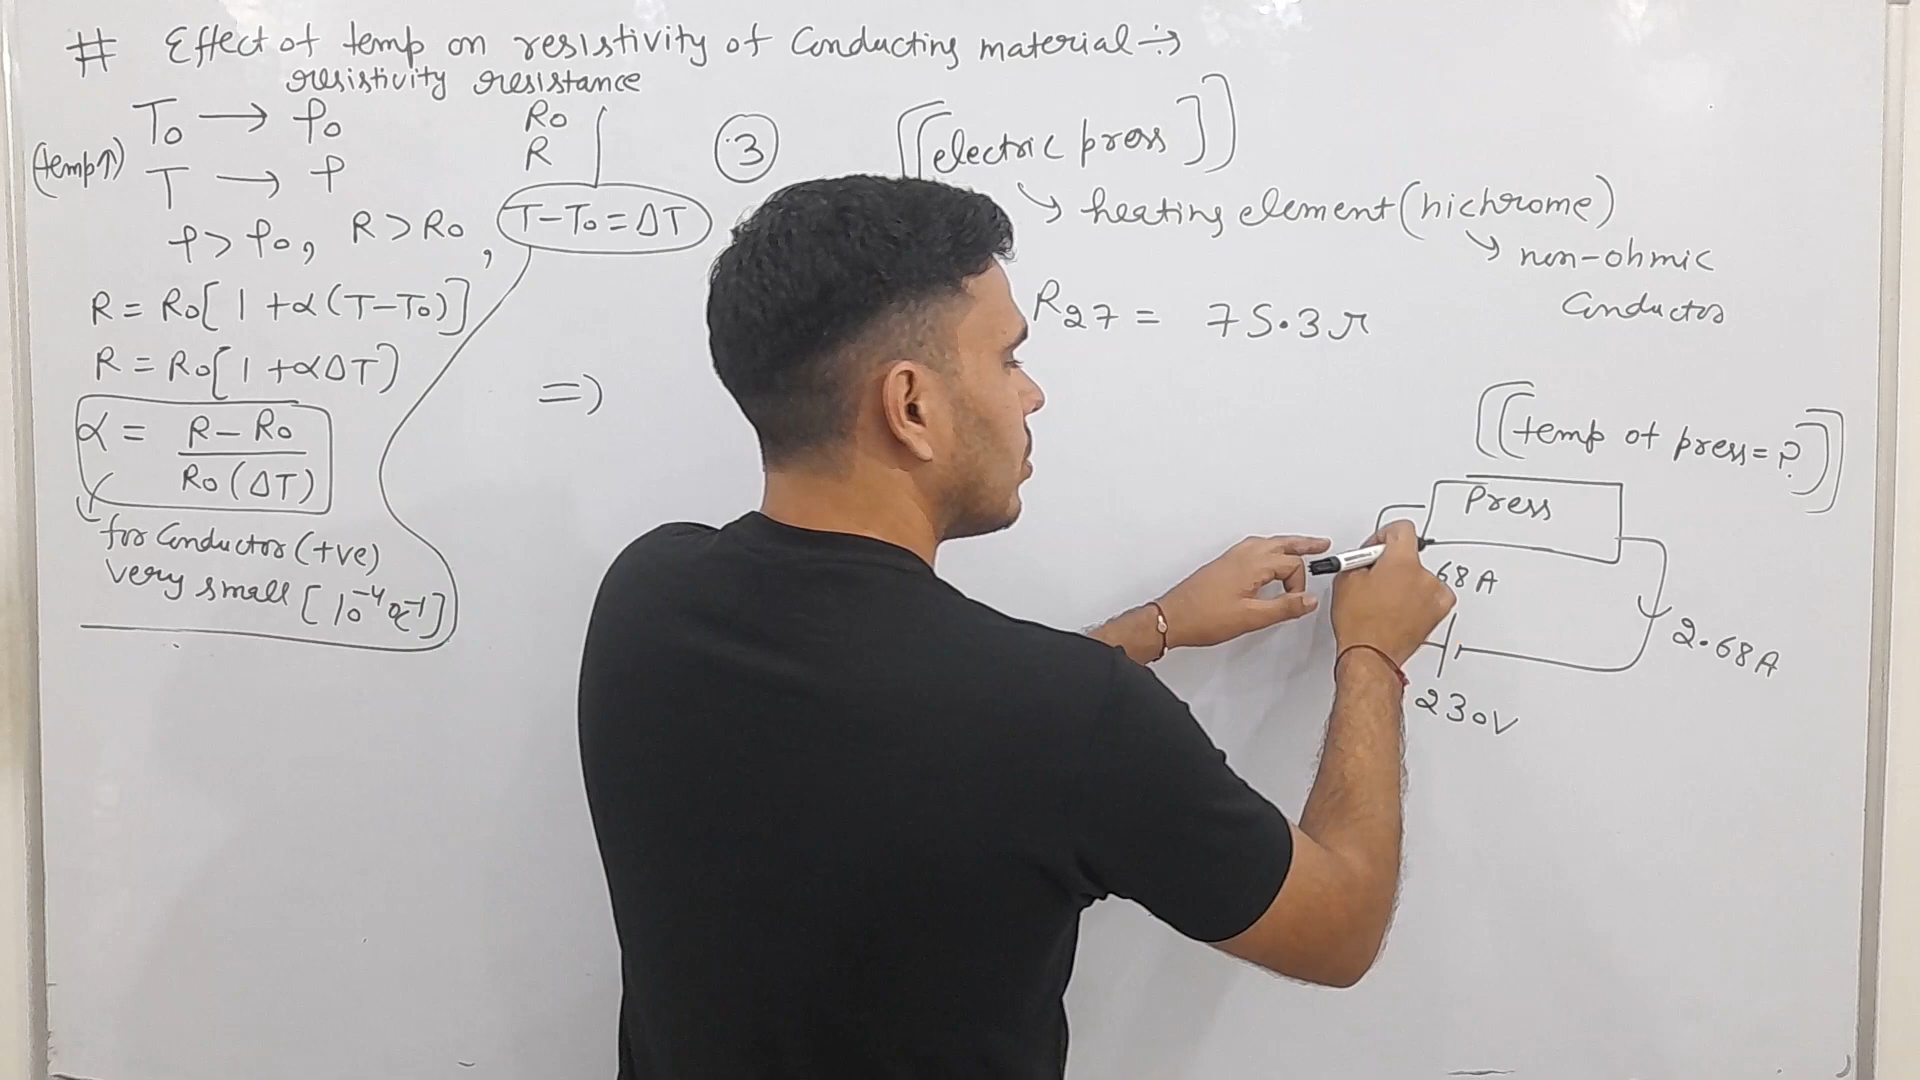 # Effect of temp on resistivity of Conducting material :→
resistivity resistance
T₀ → ρ₀
R₀
(temp↑)
T → ρ
R
ρ > ρ₀, R > R₀, T-T₀ = ΔT
R = R₀[1 + α(T-T₀)]
R = R₀[1 + αΔT)
α = R - R₀ / R₀(ΔT)
for Conductor (+ve)
very small [10⁻⁴ °C⁻¹]
③ [[electric press]]
→ heating element (nichrome)
→ non-ohmic
Conductor
R27 = 75.3 Ω
=>
[[temp of press = ?]]
Press
68 A
2.68A
230V